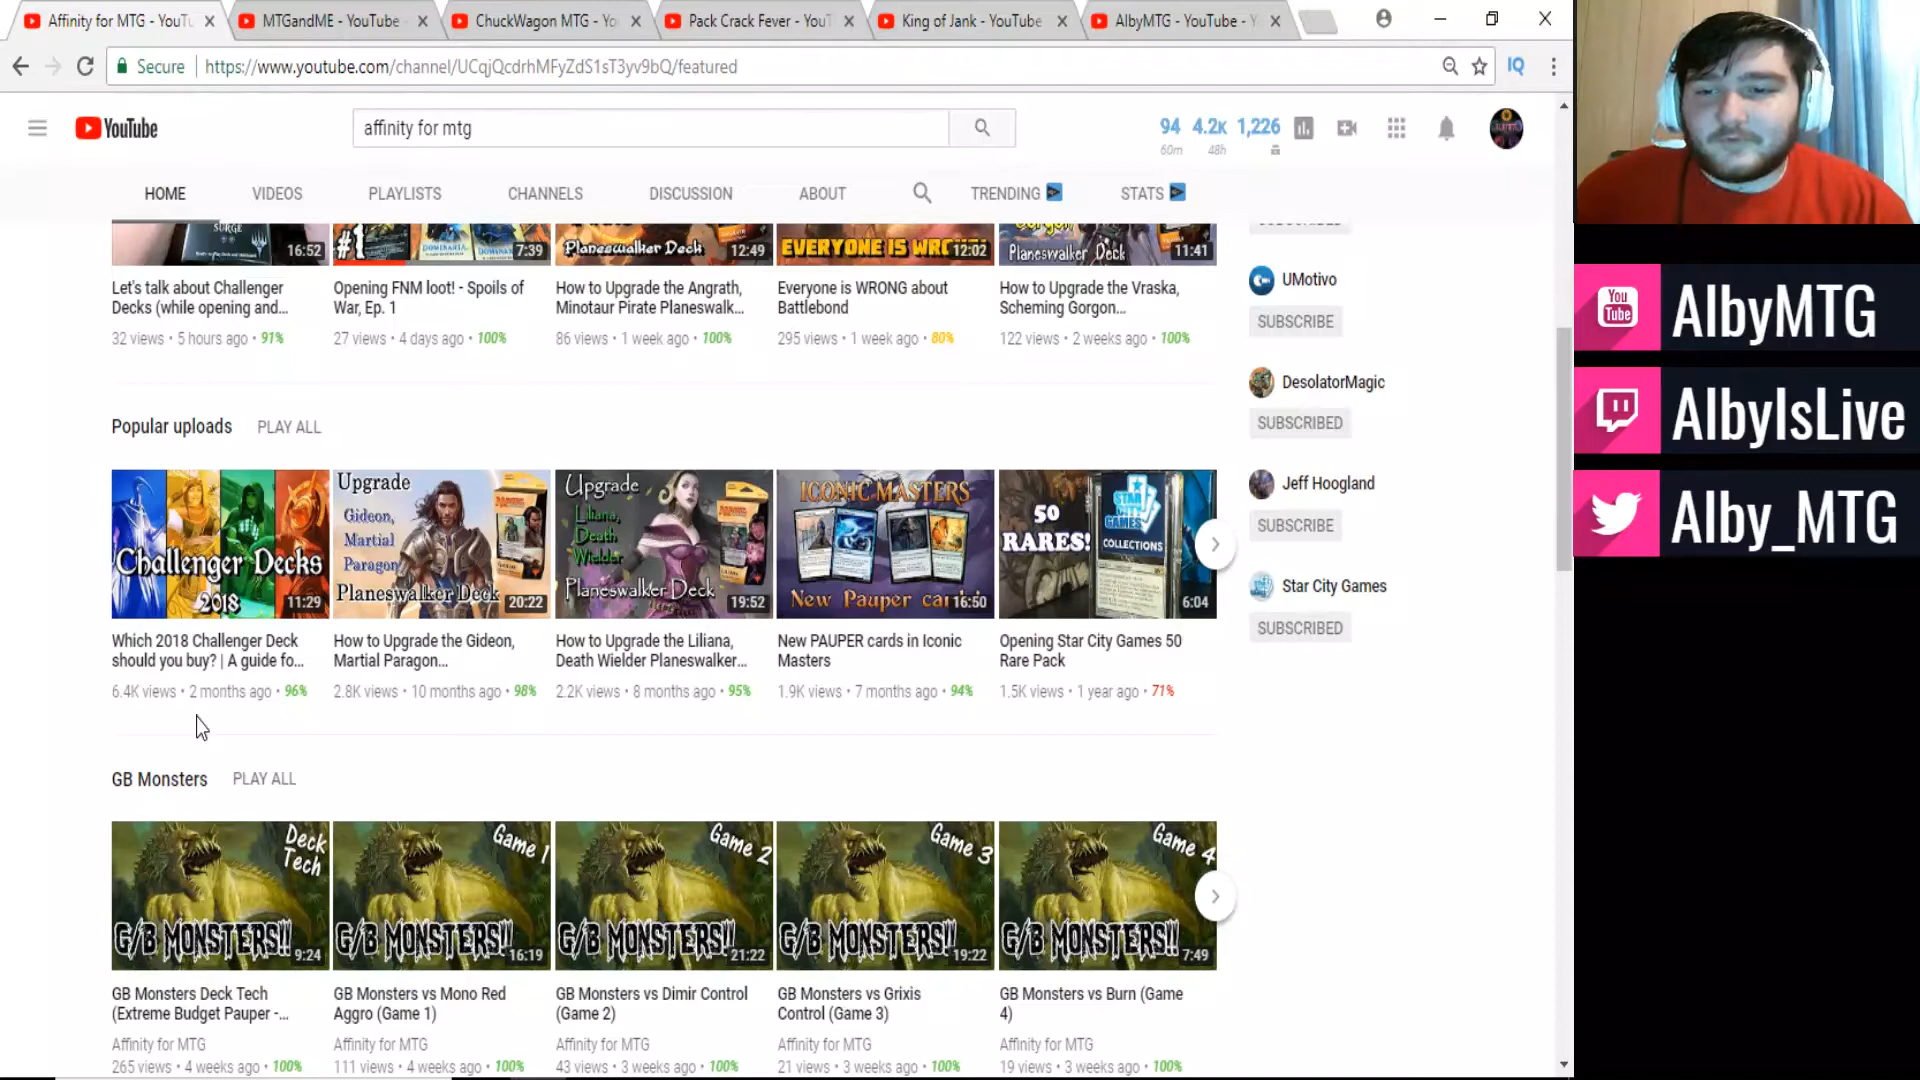 Affinity for MTG - YouTu
MTGandME - YouTube
ChuckWagon MTG - Yo
Pack Crack Fever - YouT
King of Jank - YouTube
AlbyMTG - YouTube - Y
Secure
https://www.youtube.com/channel/UCqjQcdrhMFyZdS1sT3yv9bQ/featured
IQ
YouTube
affinity for mtg
94 4.2K 1,226
60m 48h
HOME VIDEOS PLAYLISTS CHANNELS DISCUSSION ABOUT TRENDING STATS
SURGE
16:52
#1
DOMINARIA
7:39
Planeswalker Deck
12:49
EVERYONE IS WRONG
12:02
Planeswalker Deck
11:41
Let's talk about Challenger
Decks (while opening and...
32 views • 5 hours ago • 91%
Opening FNM loot! - Spoils of
War, Ep. 1
27 views • 4 days ago • 100%
How to Upgrade the Angrath,
Minotaur Pirate Planeswalk...
86 views • 1 week ago • 100%
Everyone is WRONG about
Battlebond
295 views • 1 week ago • 80%
How to Upgrade the Vraska,
Scheming Gorgon...
122 views • 2 weeks ago • 100%
Popular uploads PLAY ALL
Challenger Decks
2018
11:29
Upgrade
Gideon,
Martial
Paragon
Planeswalker Deck
20:22
Upgrade
Liliana,
Death
Wielder
Planeswalker Deck
19:52
ICONIC MASTERS
New Pauper car
16:50
50
RARES!
STAR CITY
GAMES
COLLECTIONS
6:04
Which 2018 Challenger Deck
should you buy? | A guide fo...
6.4K views • 2 months ago • 96%
How to Upgrade the Gideon,
Martial Paragon...
2.8K views • 10 months ago • 98%
How to Upgrade the Liliana,
Death Wielder Planeswalker...
2.2K views • 8 months ago • 95%
New PAUPER cards in Iconic
Masters
1.9K views • 7 months ago • 94%
Opening Star City Games 50
Rare Pack
1.5K views • 1 year ago • 71%
GB Monsters PLAY ALL
Deck
Tech
G/B MONSTERS!!
9:24
Game 1
G/B MONSTERS!!
16:19
Game 2
G/B MONSTERS!!
21:22
Game 3
G/B MONSTERS!!
19:22
Game 4
G/B MONSTERS!!
7:49
GB Monsters Deck Tech
(Extreme Budget Pauper -...
Affinity for MTG
265 views • 4 weeks ago • 100%
GB Monsters vs Mono Red
Aggro (Game 1)
Affinity for MTG
111 views • 4 weeks ago • 100%
GB Monsters vs Dimir Control
(Game 2)
Affinity for MTG
43 views • 3 weeks ago • 100%
GB Monsters vs Grixis
Control (Game 3)
Affinity for MTG
21 views • 3 weeks ago • 100%
GB Monsters vs Burn (Game
4)
Affinity for MTG
19 views • 3 weeks ago • 100%
UMotivo
SUBSCRIBE
DesolatorMagic
SUBSCRIBED
Jeff Hoogland
SUBSCRIBE
Star City Games
SUBSCRIBED
You
Tube
AlbyMTG
AlbyIsLive
Alby_MTG